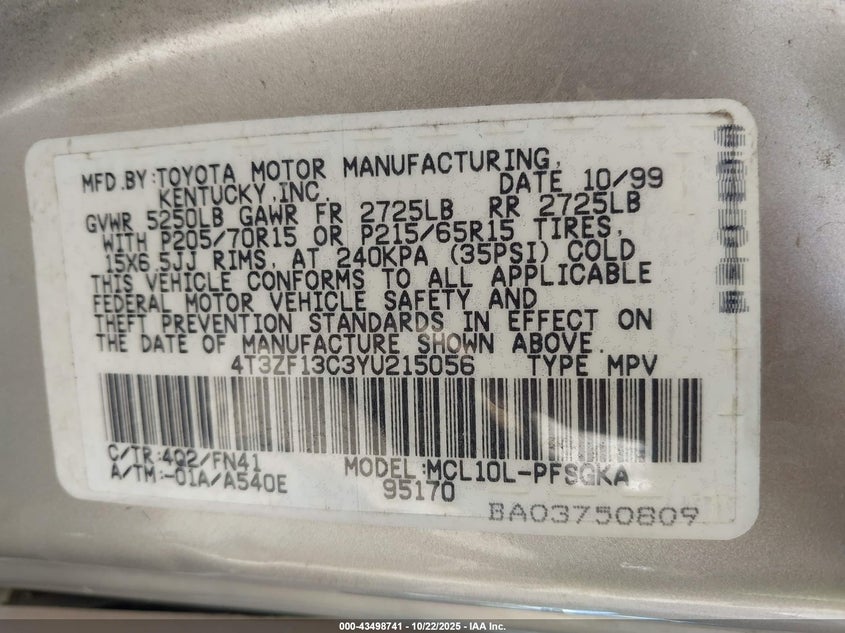 MFD.BY:TOYOTA MOTOR MANUFACTURING,
KENTUCKY,INC. DATE 10/99
GVWR 5250LB GAWR FR 2725LB RR 2725LB
WITH P205/70R15 OR P215/65R15 TIRES,
15X6.5JJ RIMS, AT 240KPA (35PSI) COLD
THIS VEHICLE CONFORMS TO ALL APPLICABLE
FEDERAL MOTOR VEHICLE SAFETY AND
THEFT PREVENTION STANDARDS IN EFFECT ON
THE DATE OF MANUFACTURE SHOWN ABOVE.
4T3ZF13C3YU215056 TYPE MPV
C/TR:4Q2/FN41 MODEL:MCL10L-PFSGKA
A/TM:-01A/A540E 95170
BA03750809
000-43498741 - 10/22/2025 - IAA Inc.